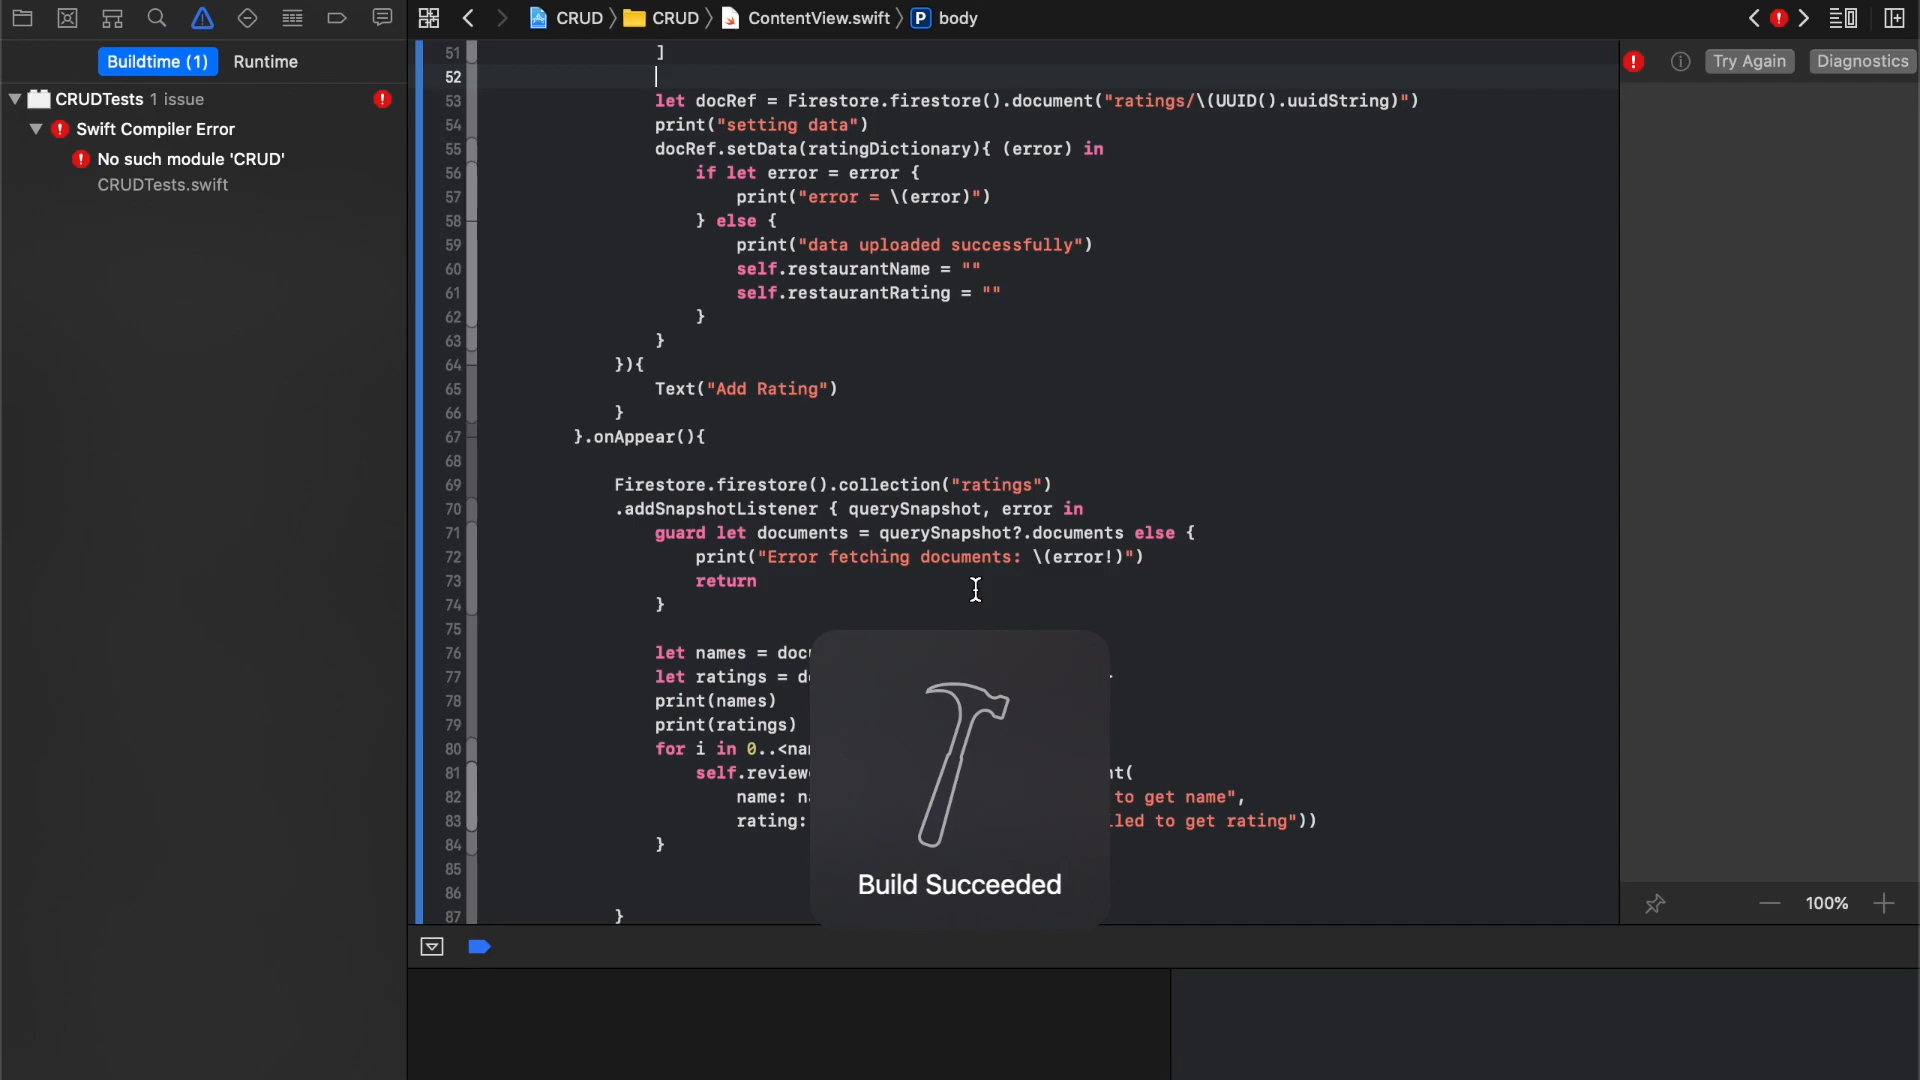 CRUD CRUD ContentView.swift P body
Buildtime (1) Runtime
Try Again Diagnostics
CRUDTests 1 issue
Swift Compiler Error
No such module 'CRUD'
CRUDTests.swift
51 ]
52
53 let docRef = Firestore.firestore().document("ratings/\(UUID().uuidString)")
54 print("setting data")
55 docRef.setData(ratingDictionary){ (error) in
56 if let error = error {
57 print("error = \(error)")
58 } else {
59 print("data uploaded successfully")
60 self.restaurantName = ""
61 self.restaurantRating = ""
62 }
63 }
64 }){
65 Text("Add Rating")
66 }
67 }.onAppear(){
68
69 Firestore.firestore().collection("ratings")
70 .addSnapshotListener { querySnapshot, error in
71 guard let documents = querySnapshot?.documents else {
72 print("Error fetching documents: \(error!)")
73 return
74 }
75
76 let names = doc
77 let ratings = d
78 print(names)
79 print(ratings)
80 for i in 0..<na
81 self.review t(
82 name: n to get name",
83 rating: led to get rating"))
84 }
85
86
87 }
Build Succeeded
100%